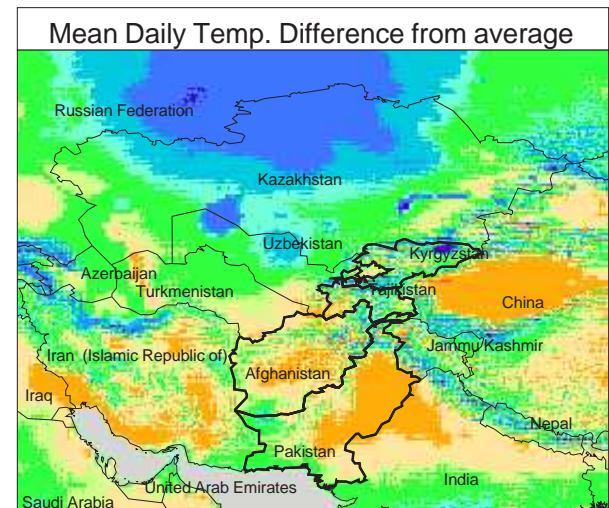 Mean Daily Temp. Difference from average
Russian Federation
Kazakhstan
Uzbekistan
Kyrgyzstan
Azerbaijan
Turkmenistan
Tajikistan
China
Iran (Islamic Republic of)
Jammu Kashmir
Afghanistan
Iraq
Nepal
Pakistan
India
United Arab Emirates
Saudi Arabia